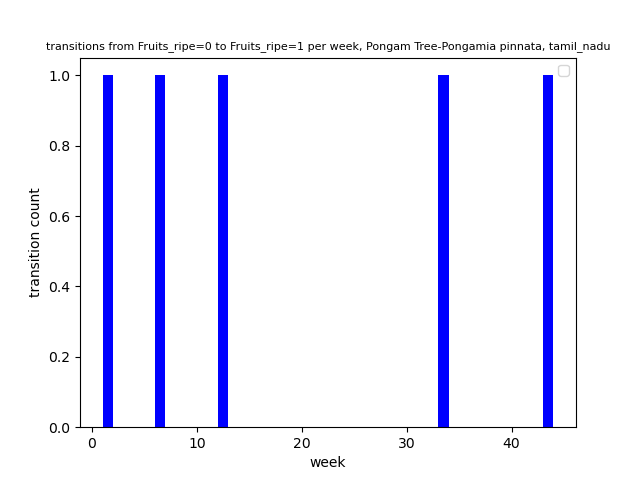 transitions from Fruits_ripe=0 to Fruits_ripe=1 per week, Pongam Tree-Pongamia pinnata, tamil_nadu
1.0
0.8
0.6
0.4
0.2
0.0
transition count
0 10 20 30 40
week